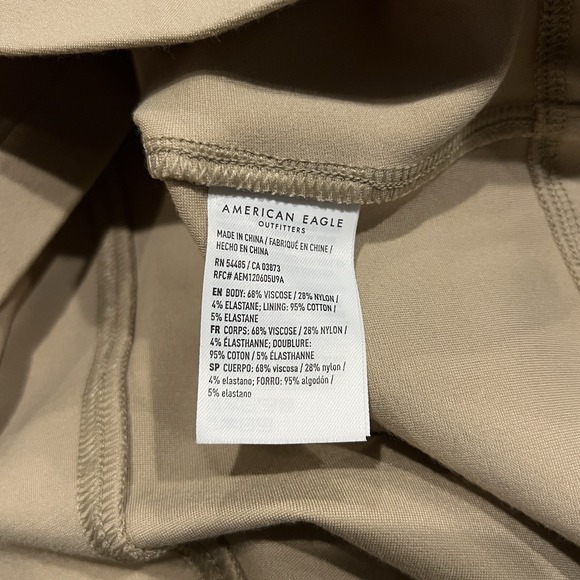 AMERICAN EAGLE
OUTFITTERS
MADE IN CHINA / FABRIQUÉ EN CHINE /
HECHO EN CHINA
RN 54485 / CA 03873
RFC# AEM120605U9A
EN BODY: 68% VISCOSE / 28% NYLON /
4% ELASTANE; LINING: 95% COTTON /
5% ELASTANE
FR CORPS: 68% VISCOSE / 28% NYLON /
4% ÉLASTHANNE; DOUBLURE:
95% COTON / 5% ÉLASTHANNE
SP CUERPO: 68% viscosa / 28% nylon /
4% elastano; FORRO: 95% algodón /
5% elastano